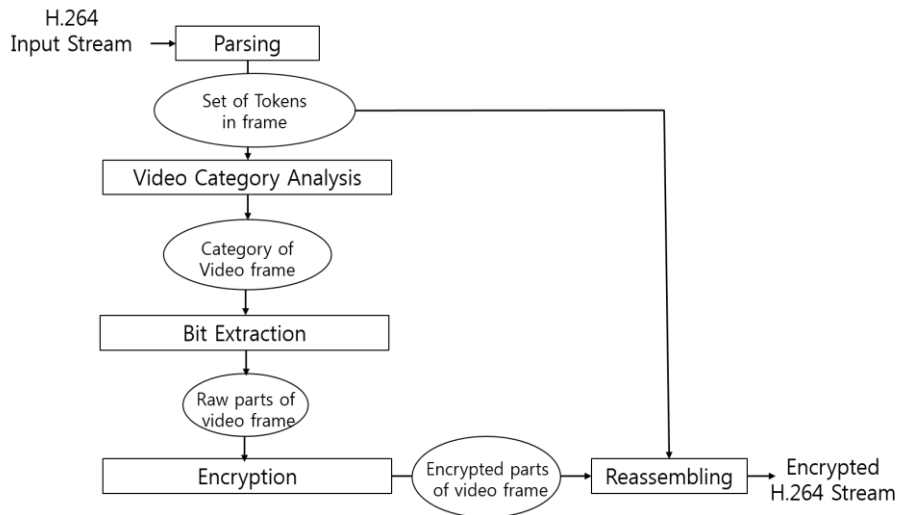 H.264
Input Stream
Parsing
Set of Tokens
in frame
Video Category Analysis
Category of
Video frame
Bit Extraction
Raw parts of
video frame
Encryption
Encrypted parts
of video frame
Reassembling
Encrypted
H.264 Stream